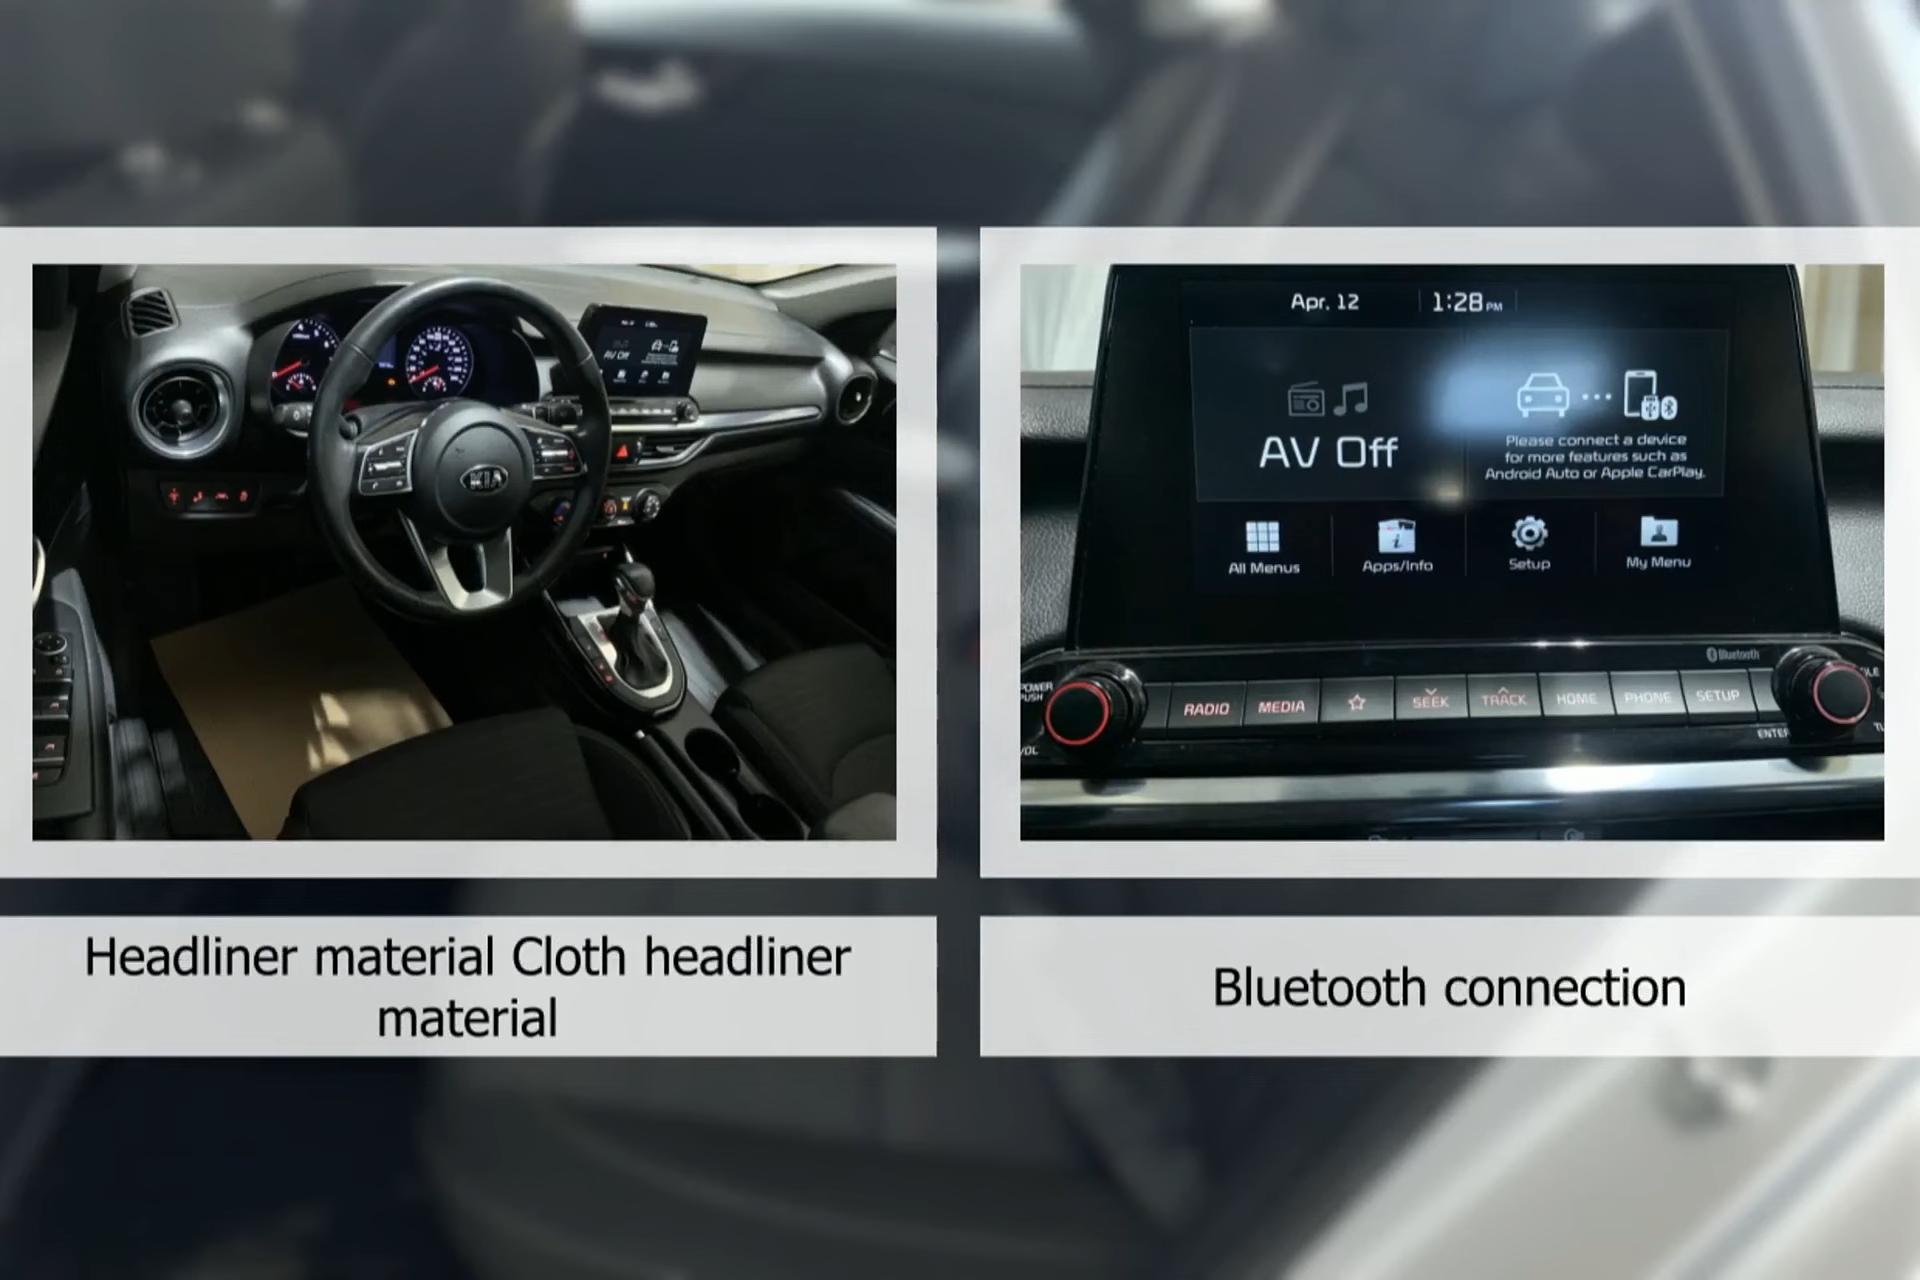 KIA
AV Off
Apr. 12
1:28 PM
AV Off
Please connect a device
for more features such as
Android Auto or Apple CarPlay.
All Menus
Apps/Info
Setup
My Menu
Bluetooth
POWER
PUSH
VOL
RADIO
MEDIA
SEEK
TRACK
HOME
PHONE
SETUP
ENTER
Headliner material Cloth headliner
material
Bluetooth connection